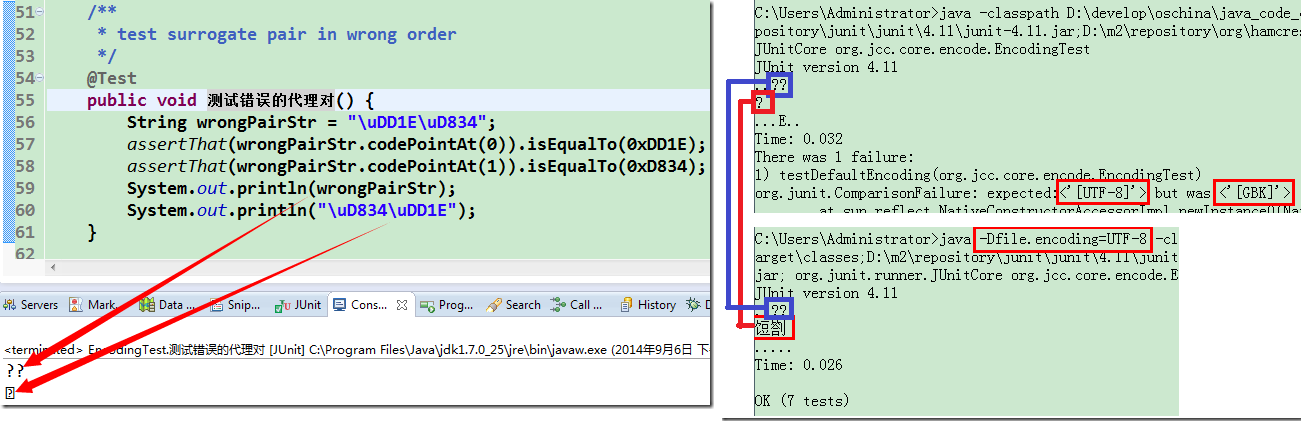 51 /**
52 * test surrogate pair in wrong order
53 */
54 @Test
55 public void 测试错误的代理对() {
56 String wrongPairStr = "\uDD1E\uD834";
57 assertThat(wrongPairStr.codePointAt(0)).isEqualTo(0xDD1E);
58 assertThat(wrongPairStr.codePointAt(1)).isEqualTo(0xD834);
59 System.out.println(wrongPairStr);
60 System.out.println("\uD834\uDD1E");
61 }
62
Servers Mark... Data ... Snip... JUnit Cons... Prog... Search Call ... History D
<terminated> EncodingTest.测试错误的代理对 [JUnit] C:\Program Files\Java\jdk1.7.0_25\jre\bin\javaw.exe (2014年9月6日 下
??
?
C:\Users\Administrator>java -classpath D:\develop\oschina\java_code_
pository\junit\junit\4.11\junit-4.11.jar;D:\m2\repository\org\hamcres
JUnitCore org.jcc.core.encode.EncodingTest
JUnit version 4.11
..??
?
...E..
Time: 0.032
There was 1 failure:
1) testDefaultEncoding(org.jcc.core.encode.EncodingTest)
org.junit.ComparisonFailure: expected:<'[UTF-8]'> but was:<'[GBK]'>
at sun.reflect.NativeConstructorAccessorImpl.newInstance0(Na
C:\Users\Administrator>java -Dfile.encoding=UTF-8 -cl
arget\classes;D:\m2\repository\junit\junit\4.11\junit
jar; org.junit.runner.JUnitCore org.jcc.core.encode.E
JUnit version 4.11
??
.....
Time: 0.026
OK (7 tests)